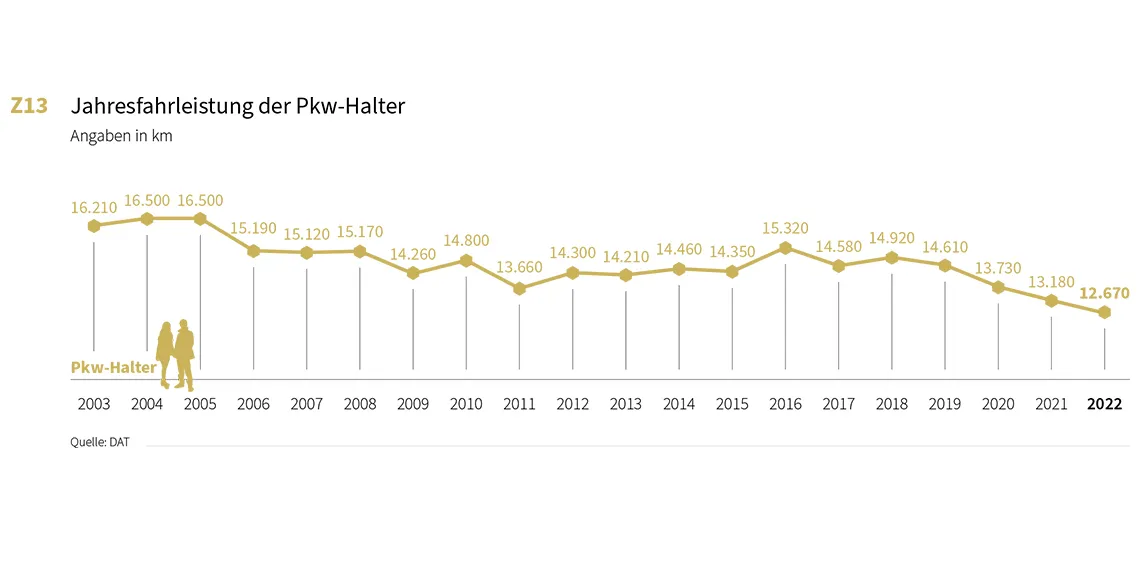 Z13 Jahresfahrleistung der Pkw-Halter
Angaben in km
16.210 16.500 16.500 15.190 15.120 15.170 14.260 14.800 13.660 14.300 14.210 14.460 14.350 15.320 14.580 14.920 14.610 13.730 13.180 12.670
Pkw-Halter
2003 2004 2005 2006 2007 2008 2009 2010 2011 2012 2013 2014 2015 2016 2017 2018 2019 2020 2021 2022
Quelle: DAT